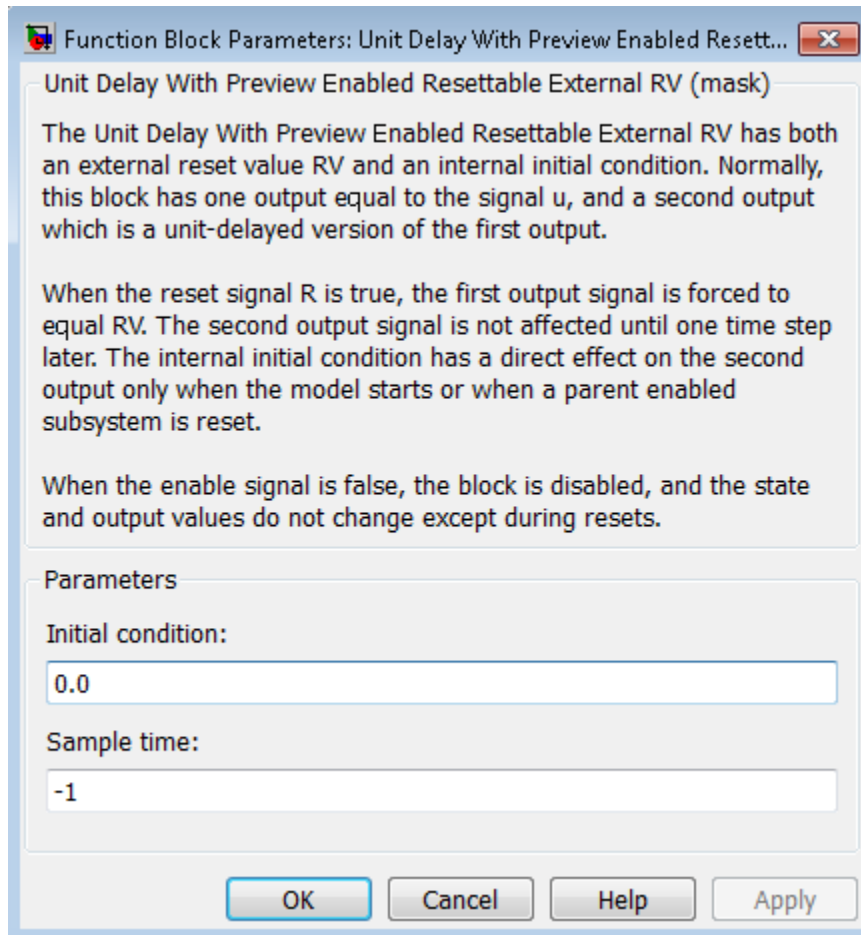 Function Block Parameters: Unit Delay With Preview Enabled Resett...
Unit Delay With Preview Enabled Resettable External RV (mask)
The Unit Delay With Preview Enabled Resettable External RV has both
an external reset value RV and an internal initial condition. Normally,
this block has one output equal to the signal u, and a second output
which is a unit-delayed version of the first output.
When the reset signal R is true, the first output signal is forced to
equal RV. The second output signal is not affected until one time step
later. The internal initial condition has a direct effect on the second
output only when the model starts or when a parent enabled
subsystem is reset.
When the enable signal is false, the block is disabled, and the state
and output values do not change except during resets.
Parameters
Initial condition:
0.0
Sample time:
-1
OK Cancel Help Apply